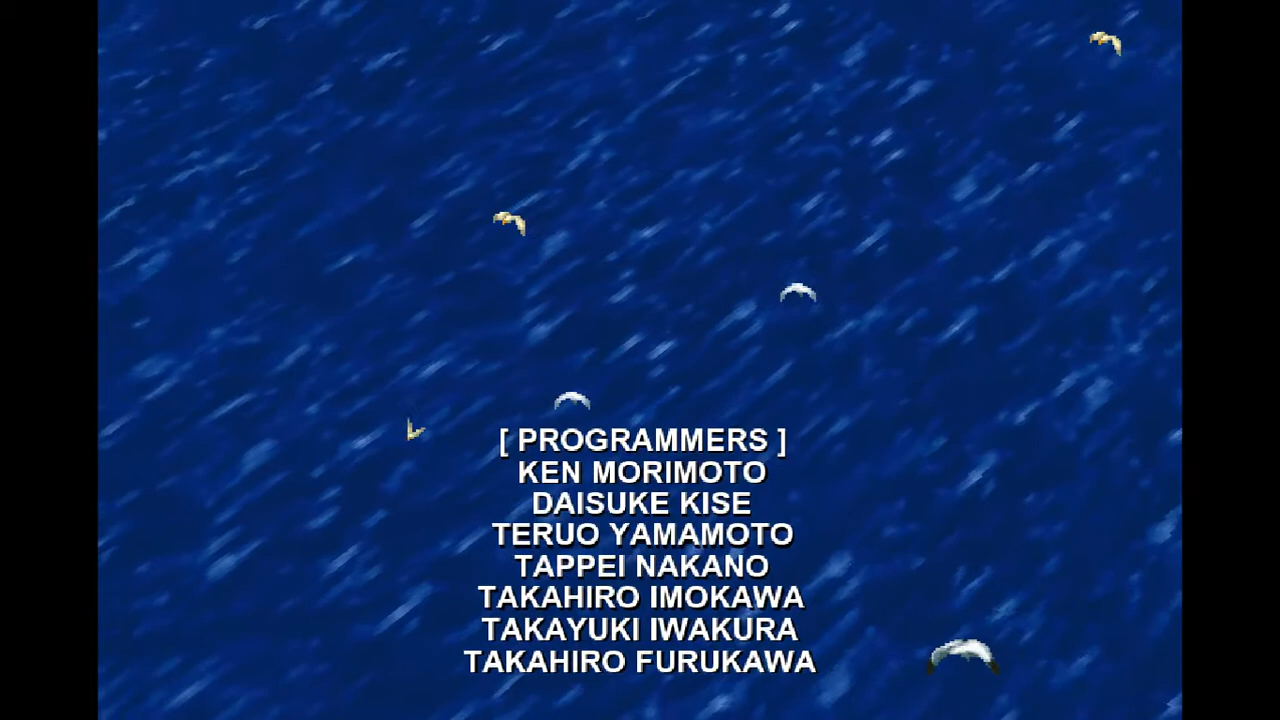 [ PROGRAMMERS ]
KEN MORIMOTO
DAISUKE KISE
TERUO YAMAMOTO
TAPPEI NAKANO
TAKAHIRO IMOKAWA
TAKAYUKI IWAKURA
TAKAHIRO FURUKAWA